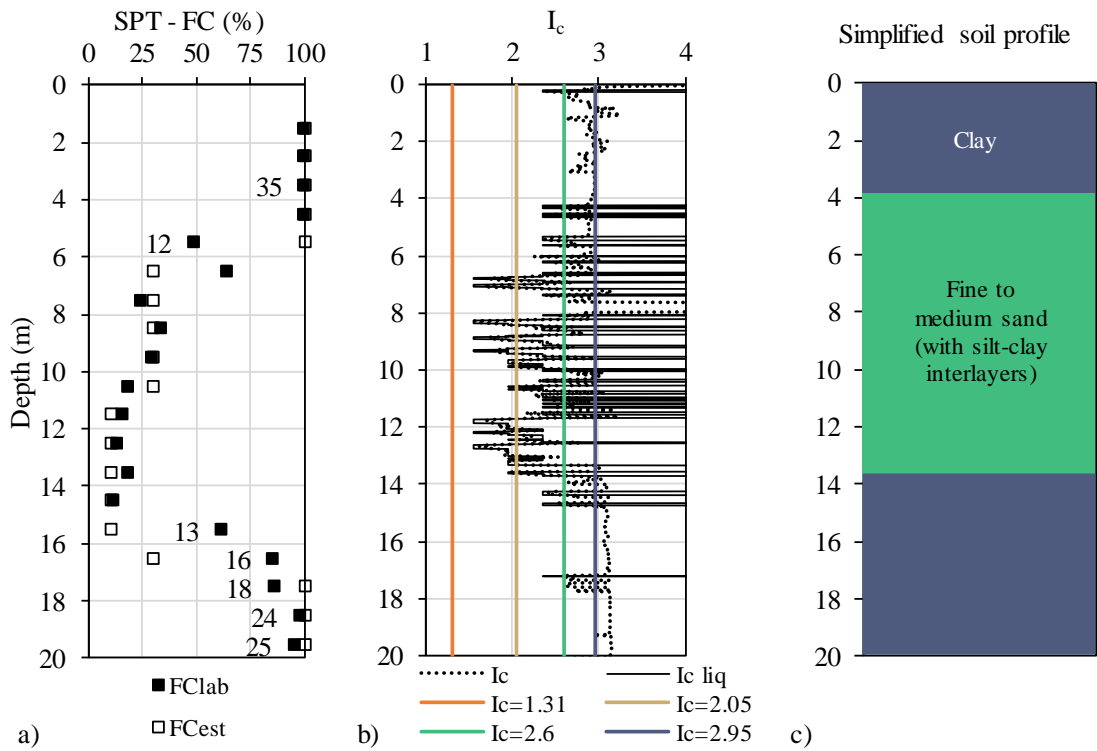 SPT - FC (%)
0 25 50 75 100
0
2
4
6
8
10
12
14
16
18
20
Depth (m)
35
12
13
16
18
24
25
FClab
FCest
a)
I_c
1 2 3 4
0
2
4
6
8
10
12
14
16
18
20
Ic
Ic liq
Ic=1.31
Ic=2.05
Ic=2.6
Ic=2.95
b)
Simplified soil profile
0
2
4
6
8
10
12
14
16
18
20
Clay
Fine to
medium sand
(with silt-clay
interlayers)
c)